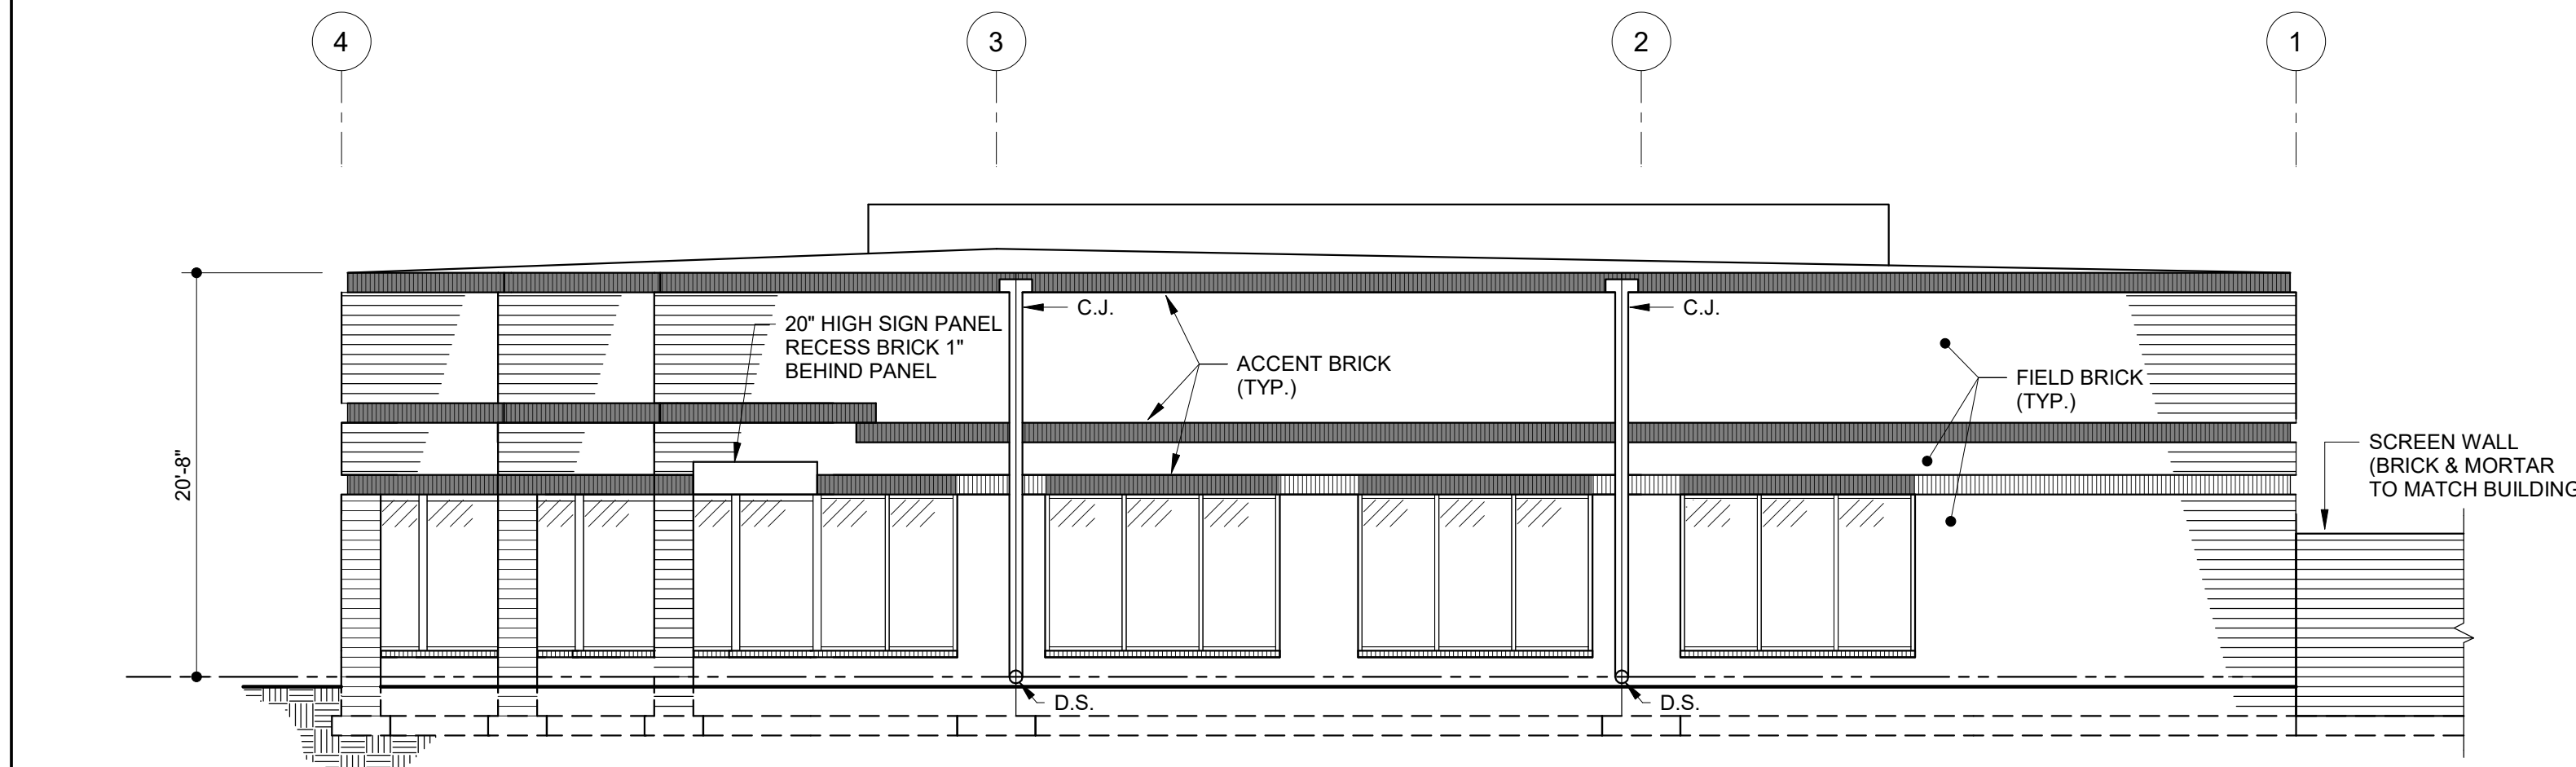 4
3
2
1
20" HIGH SIGN PANEL
RECESS BRICK 1"
BEHIND PANEL
C.J.
C.J.
ACCENT BRICK
(TYP.)
FIELD BRICK
(TYP.)
SCREEN WALL
(BRICK & MORTAR
TO MATCH BUILDING
20'-8"
D.S.
D.S.